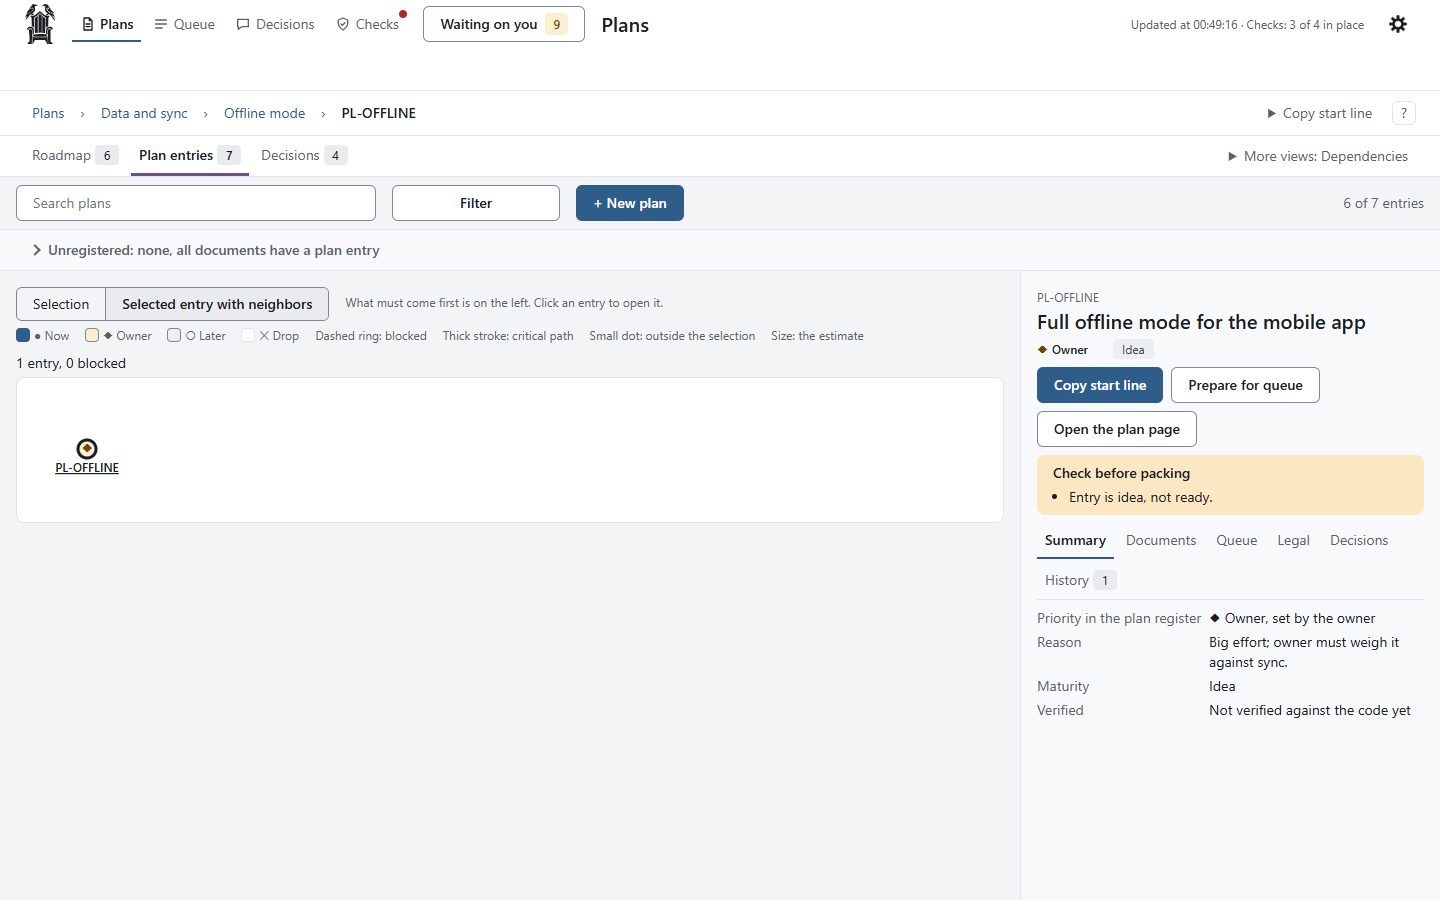 Plans
Queue
Decisions
Checks
Waiting on you 9
Plans
Updated at 00:49:16 · Checks: 3 of 4 in place
Plans › Data and sync › Offline mode › PL-OFFLINE
▶ Copy start line
?
Roadmap 6
Plan entries 7
Decisions 4
▶ More views: Dependencies
Search plans
Filter
+ New plan
6 of 7 entries
Unregistered: none, all documents have a plan entry
Selection
Selected entry with neighbors
What must come first is on the left. Click an entry to open it.
● Now
◆ Owner
○ Later
× Drop
Dashed ring: blocked
Thick stroke: critical path
Small dot: outside the selection
Size: the estimate
1 entry, 0 blocked
PL-OFFLINE
PL-OFFLINE
Full offline mode for the mobile app
◆ Owner
Idea
Copy start line
Prepare for queue
Open the plan page
Check before packing
• Entry is idea, not ready.
Summary
Documents
Queue
Legal
Decisions
History 1
Priority in the plan register ◆ Owner, set by the owner
Reason Big effort; owner must weigh it
against sync.
Maturity Idea
Verified Not verified against the code yet